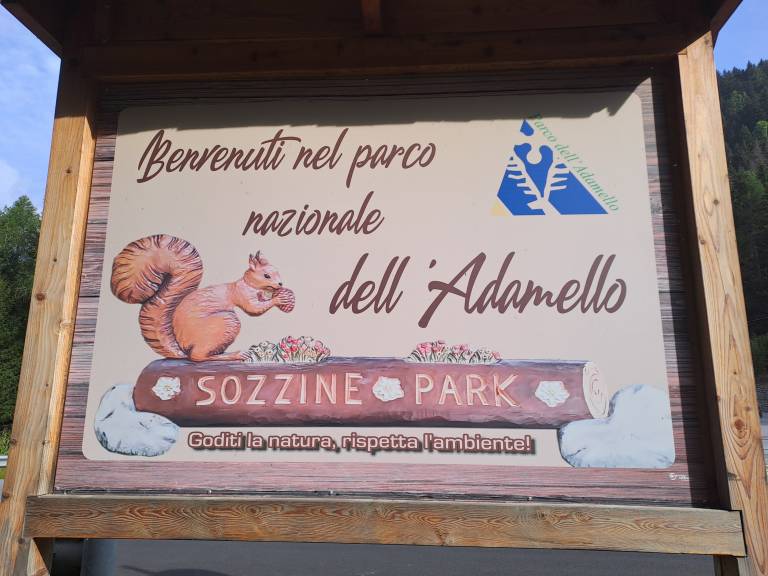 Benvenuti nel parco
nazionale
dell'Adamello
Parco dell'Adamello
SOZZINE PARK
Goditi la natura, rispetta l'ambiente!